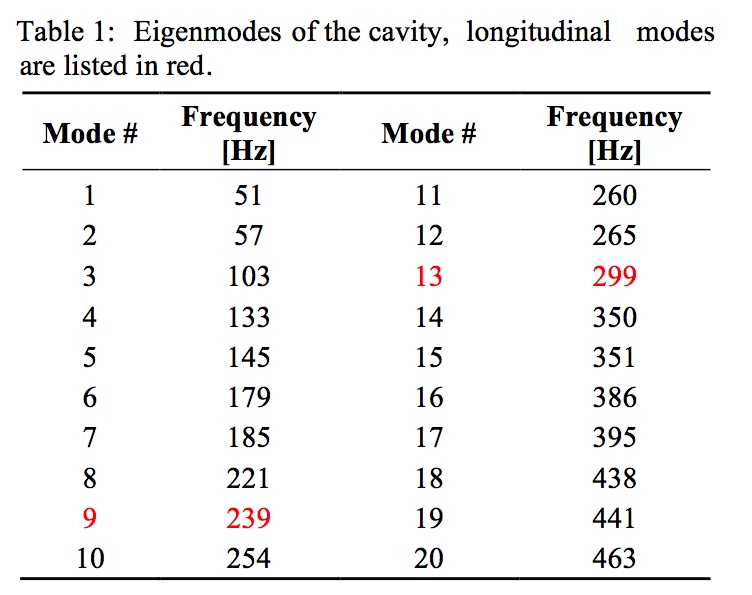 Table 1: Eigenmodes of the cavity, longitudinal modes
are listed in red.
Mode # Frequency [Hz] Mode # Frequency [Hz]
1 51 11 260
2 57 12 265
3 103 13 299
4 133 14 350
5 145 15 351
6 179 16 386
7 185 17 395
8 221 18 438
9 239 19 441
10 254 20 463